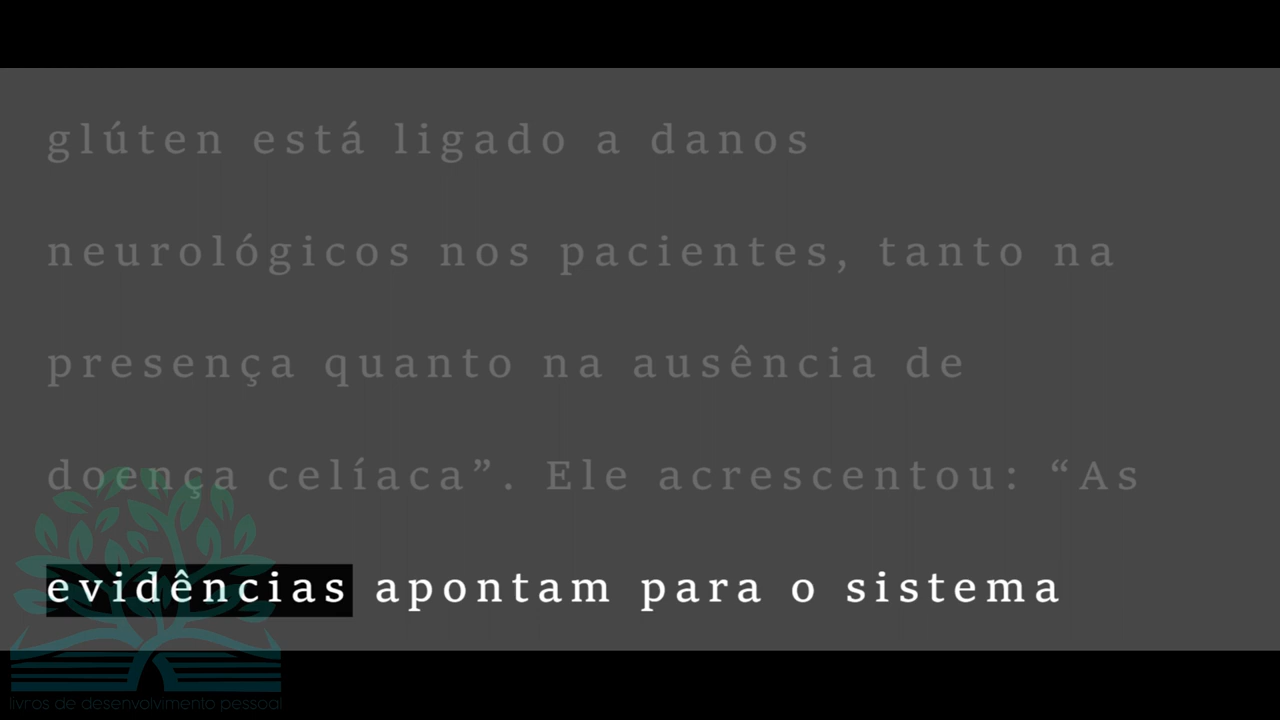 glúten está ligado a danos
neurológicos nos pacientes, tanto na
presença quanto na ausência de
doença celíaca”. Ele acrescentou: “As
evidências apontam para o sistema
livros de desenvolvimento pessoal